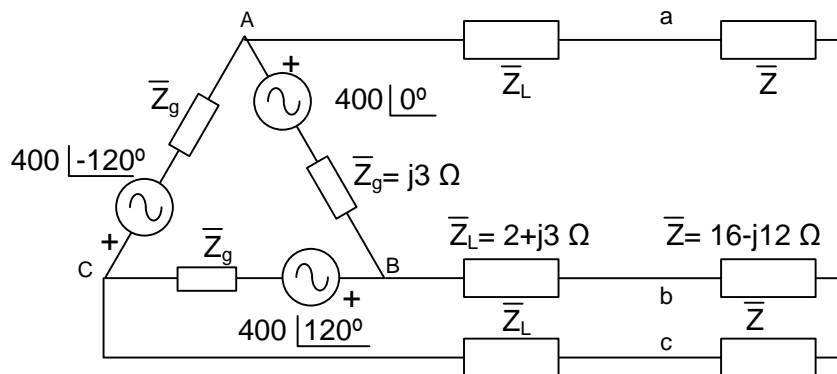 A
a
+
+
Z̅g
Z̅L
Z̅
400 |0º
400 |-120º
Z̅g= j3 Ω
+
Z̅g
Z̅L= 2+j3 Ω
Z̅= 16-j12 Ω
C
B
+
b
400 |120º
Z̅L
Z̅
c